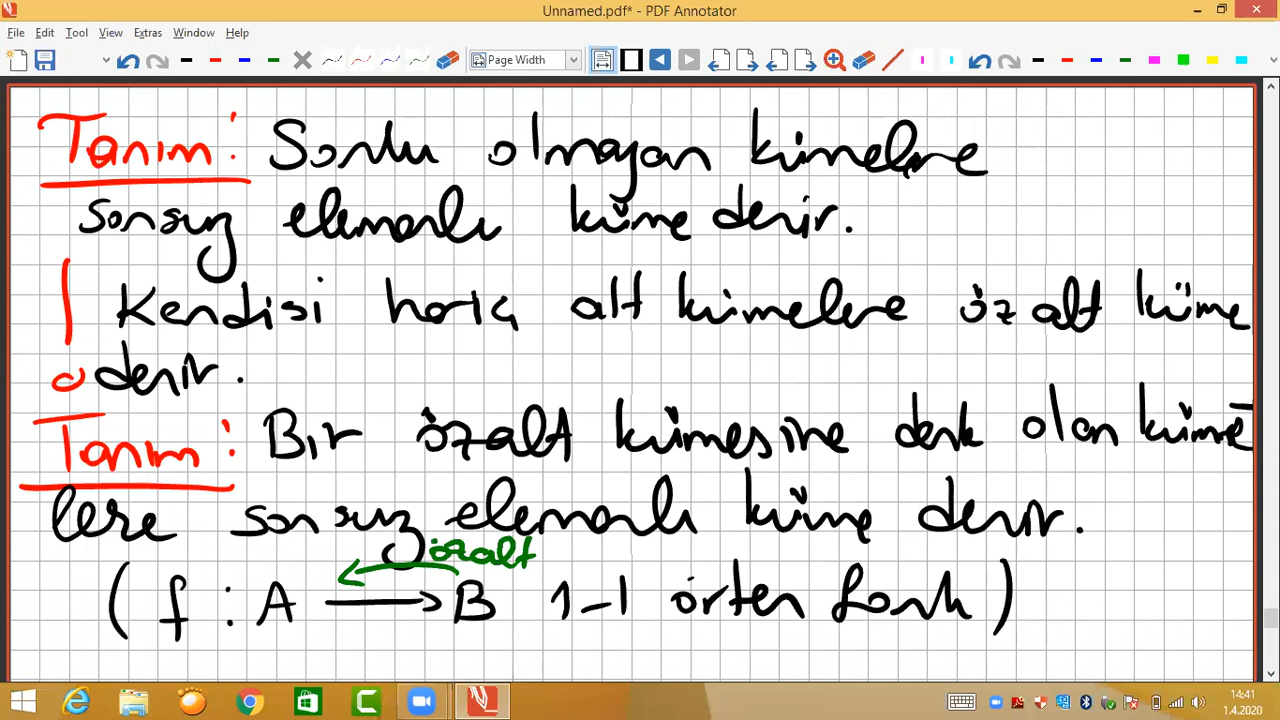 Unnamed.pdf* - PDF Annotator
File Edit Tool View Extras Window Help
Page Width
Tanım: Sonlu olmayan kümelere
sonsuz elemanlı küme denir.
! Kendisi hariç alt kümelere özalt küme
denir.
Tanım: Bir özalt kümesine denk olan küme-
lere sonsuz elemanlı küme denir.
özalt
(f: A → B 1-1 örten fonk)
14:41
1.4.2020